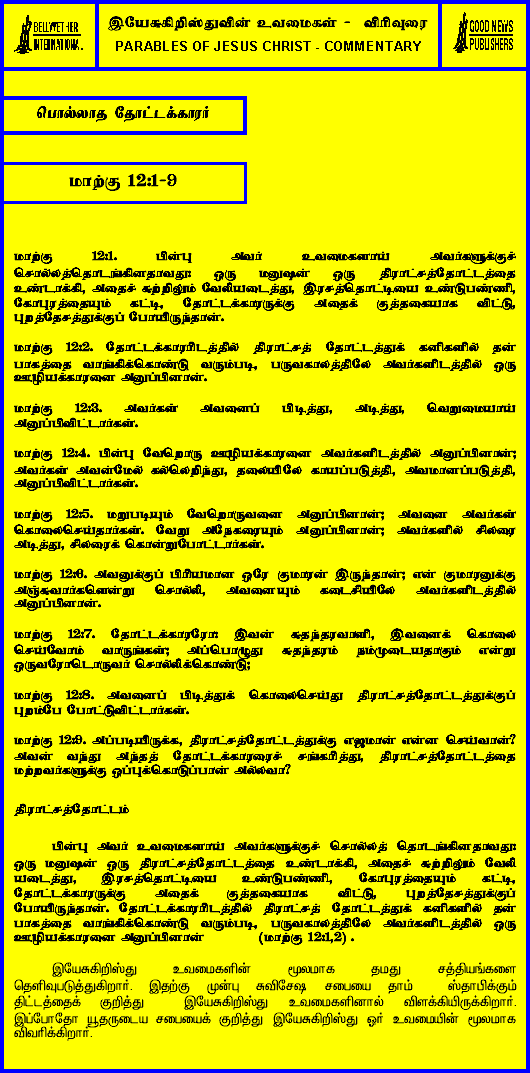 BELLWETHER
INTERNATIONAL
இயேசுகிறிஸ்துவின் உவமைகள் - விரிவுரை
PARABLES OF JESUS CHRIST - COMMENTARY
GOOD NEWS
PUBLISHERS
பொல்லாத தோட்டக்காரர்
மாற்கு 12:1-9
மாற்கு 12:1. பின்பு அவர் உவமைகளாய் அவர்களுக்குச்
சொல்லத்தொடங்கினதாவது: ஒரு மனுஷன் ஒரு திராட்சத்தோட்டத்தை
உண்டாக்கி, அதைச் சுற்றிலும் வேலியடைத்து, இரசத்தொட்டியை உண்டுபண்ணி,
கோபுரத்தையும் கட்டி, தோட்டக்காரருக்கு அதைக் குத்தகையாக விட்டு,
புறத்தேசத்துக்குப் போயிருந்தான்.
மாற்கு 12:2. தோட்டக்காரரிடத்தில் திராட்சத் தோட்டத்துக் கனிகளில் தன்
பாகத்தை வாங்கிக்கொண்டு வரும்படி, பருவகாலத்திலே அவர்களிடத்தில் ஒரு
ஊழியக்காரனை அனுப்பினான்.
மாற்கு 12:3. அவர்கள் அவனைப் பிடித்து, அடித்து, வெறுமையாய்
அனுப்பிவிட்டார்கள்.
மாற்கு 12:4. பின்பு வேறொரு ஊழியக்காரனை அவர்களிடத்தில் அனுப்பினான்;
அவர்கள் அவன்மேல் கல்லெறிந்து, தலையிலே காயப்படுத்தி, அவமானப்படுத்தி,
அனுப்பிவிட்டார்கள்.
மாற்கு 12:5. மறுபடியும் வேறொருவனை அனுப்பினான்; அவனை அவர்கள்
கொலைசெய்தார்கள். வேறு அநேகரையும் அனுப்பினான்; அவர்களில் சிலரை
அடித்து, சிலரைக் கொன்றுபோட்டார்கள்.
மாற்கு 12:6. அவனுக்குப் பிரியமான ஒரே குமாரன் இருந்தான்; என் குமாரனுக்கு
அஞ்சுவார்களென்று சொல்லி, அவனையும் கடைசியிலே அவர்களிடத்தில்
அனுப்பினான்.
மாற்கு 12:7. தோட்டக்காரரோ: இவன் சுதந்தரவாளி, இவனைக் கொலை
செய்வோம் வாருங்கள்; அப்பொழுது சுதந்தரம் நம்முடையதாகும் என்று
ஒருவரோடொருவர் சொல்லிக்கொண்டு;
மாற்கு 12:8. அவனைப் பிடித்துக் கொலைசெய்து திராட்சத்தோட்டத்துக்குப்
புறம்பே போட்டுவிட்டார்கள்.
மாற்கு 12:9. அப்படியிருக்க, திராட்சத்தோட்டத்துக்கு எஜமான் என்ன செய்வான்?
அவன் வந்து அந்தத் தோட்டக்காரரைச் சங்கரித்து, திராட்சத்தோட்டத்தை
மற்றவர்களுக்கு ஒப்புக்கொடுப்பான் அல்லவா?
திராட்சத்தோட்டம்
பின்பு அவர் உவமைகளாய் அவர்களுக்குச் சொல்லத் தொடங்கினதாவது:
ஒரு மனுஷன் ஒரு திராட்சத்தோட்டத்தை உண்டாக்கி, அதைச் சுற்றிலும் வேலி
யடைத்து, இரசத்தொட்டியை உண்டுபண்ணி, கோபுரத்தையும் கட்டி,
தோட்டக்காரருக்கு அதைக் குத்தகையாக விட்டு, புறத்தேசத்துக்குப்
போயிருந்தான். தோட்டக்காரரிடத்தில் திராட்சத் தோட்டத்துக் கனிகளில் தன்
பாகத்தை வாங்கிக்கொண்டு வரும்படி, பருவகாலத்திலே அவர்களிடத்தில் ஒரு
ஊழியக்காரனை அனுப்பினான் (மாற்கு 12:1,2) .
இயேசுகிறிஸ்து உவமைகளின் மூலமாக தமது சத்தியங்களை
தெளிவுபடுத்துகிறார். இதற்கு முன்பு சுவிசேஷ சபையை தாம் ஸ்தாபிக்கும்
திட்டத்தைக் குறித்து இயேசுகிறிஸ்து உவமைகளினால் விளக்கியிருக்கிறார்.
இப்போதோ யூதருடைய சபையைக் குறித்து இயேசுகிறிஸ்து ஓர் உவமையின் மூலமாக
விவரிக்கிறார்.